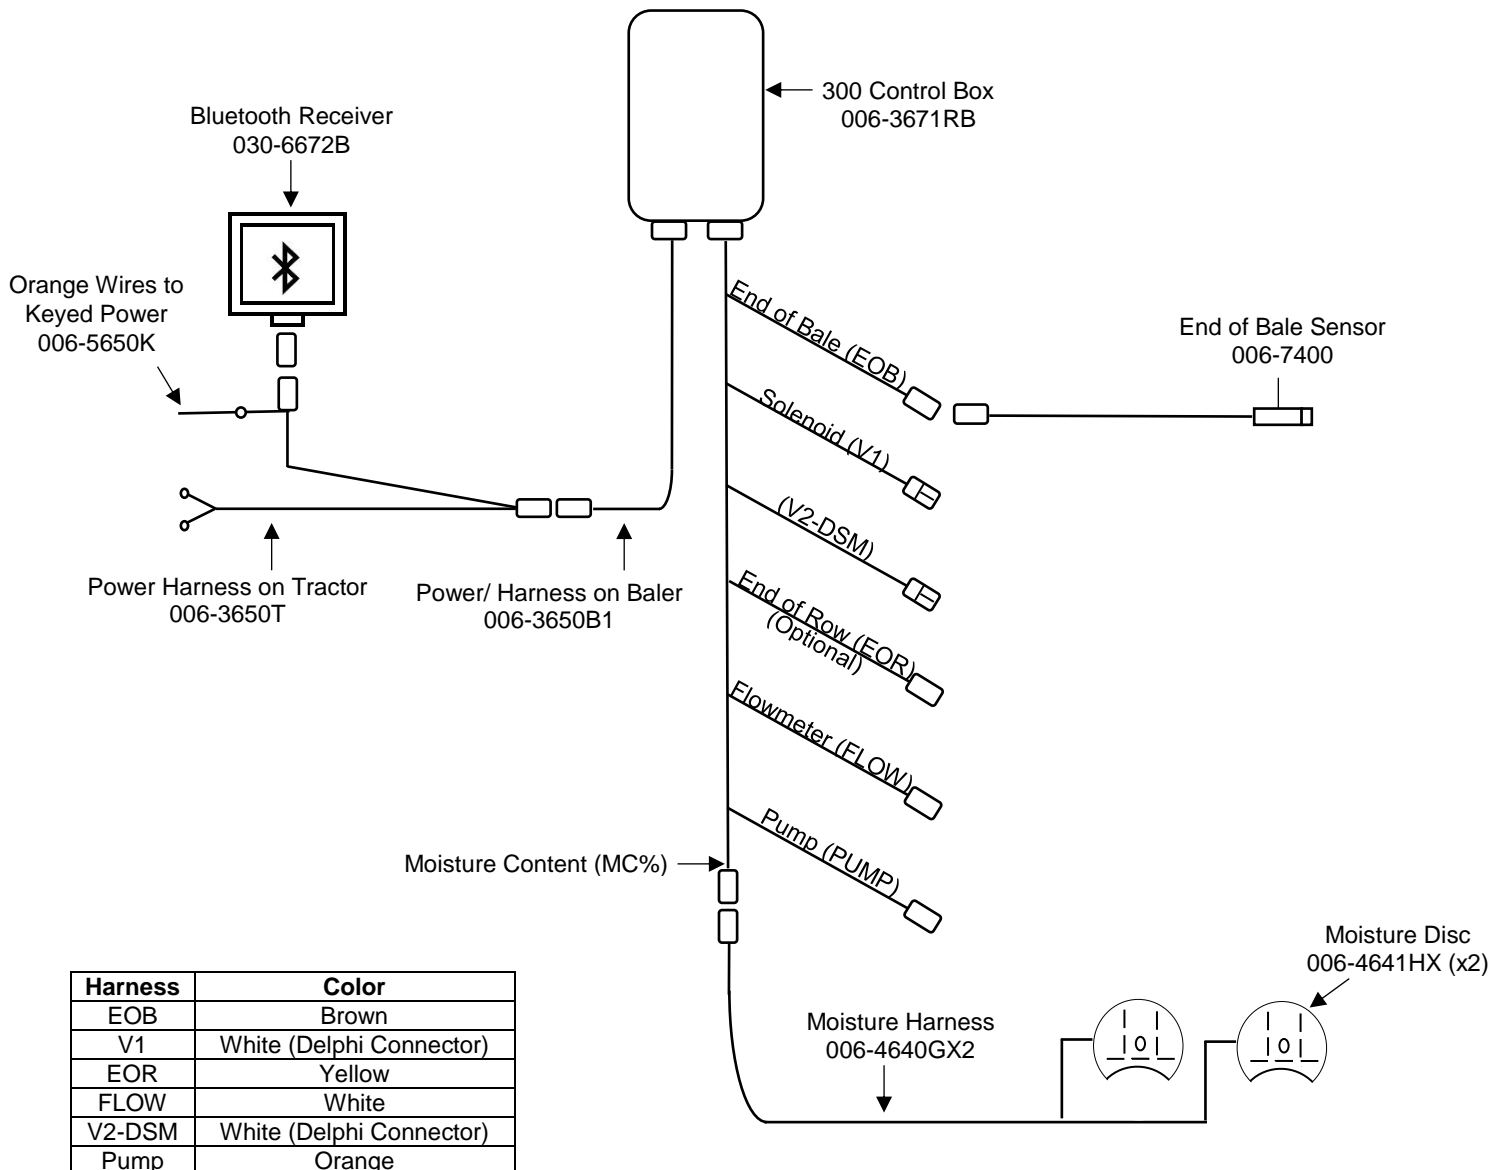 300 Control Box
006-3671RB
Bluetooth Receiver
030-6672B
Orange Wires to
Keyed Power
006-5650K
End of Bale (EOB)
End of Bale Sensor
006-7400
Solenoid (V1)
(V2-DSM)
Power Harness on Tractor
006-3650T
Power/ Harness on Baler
006-3650B1
End of Row (EOR)
(Optional)
Flowmeter (FLOW)
Pump (PUMP)
Moisture Content (MC%)
Moisture Disc
006-4641HX (x2)
Moisture Harness
006-4640GX2
Harness Color
EOB Brown
V1 White (Delphi Connector)
EOR Yellow
FLOW White
V2-DSM White (Delphi Connector)
Pump Orange